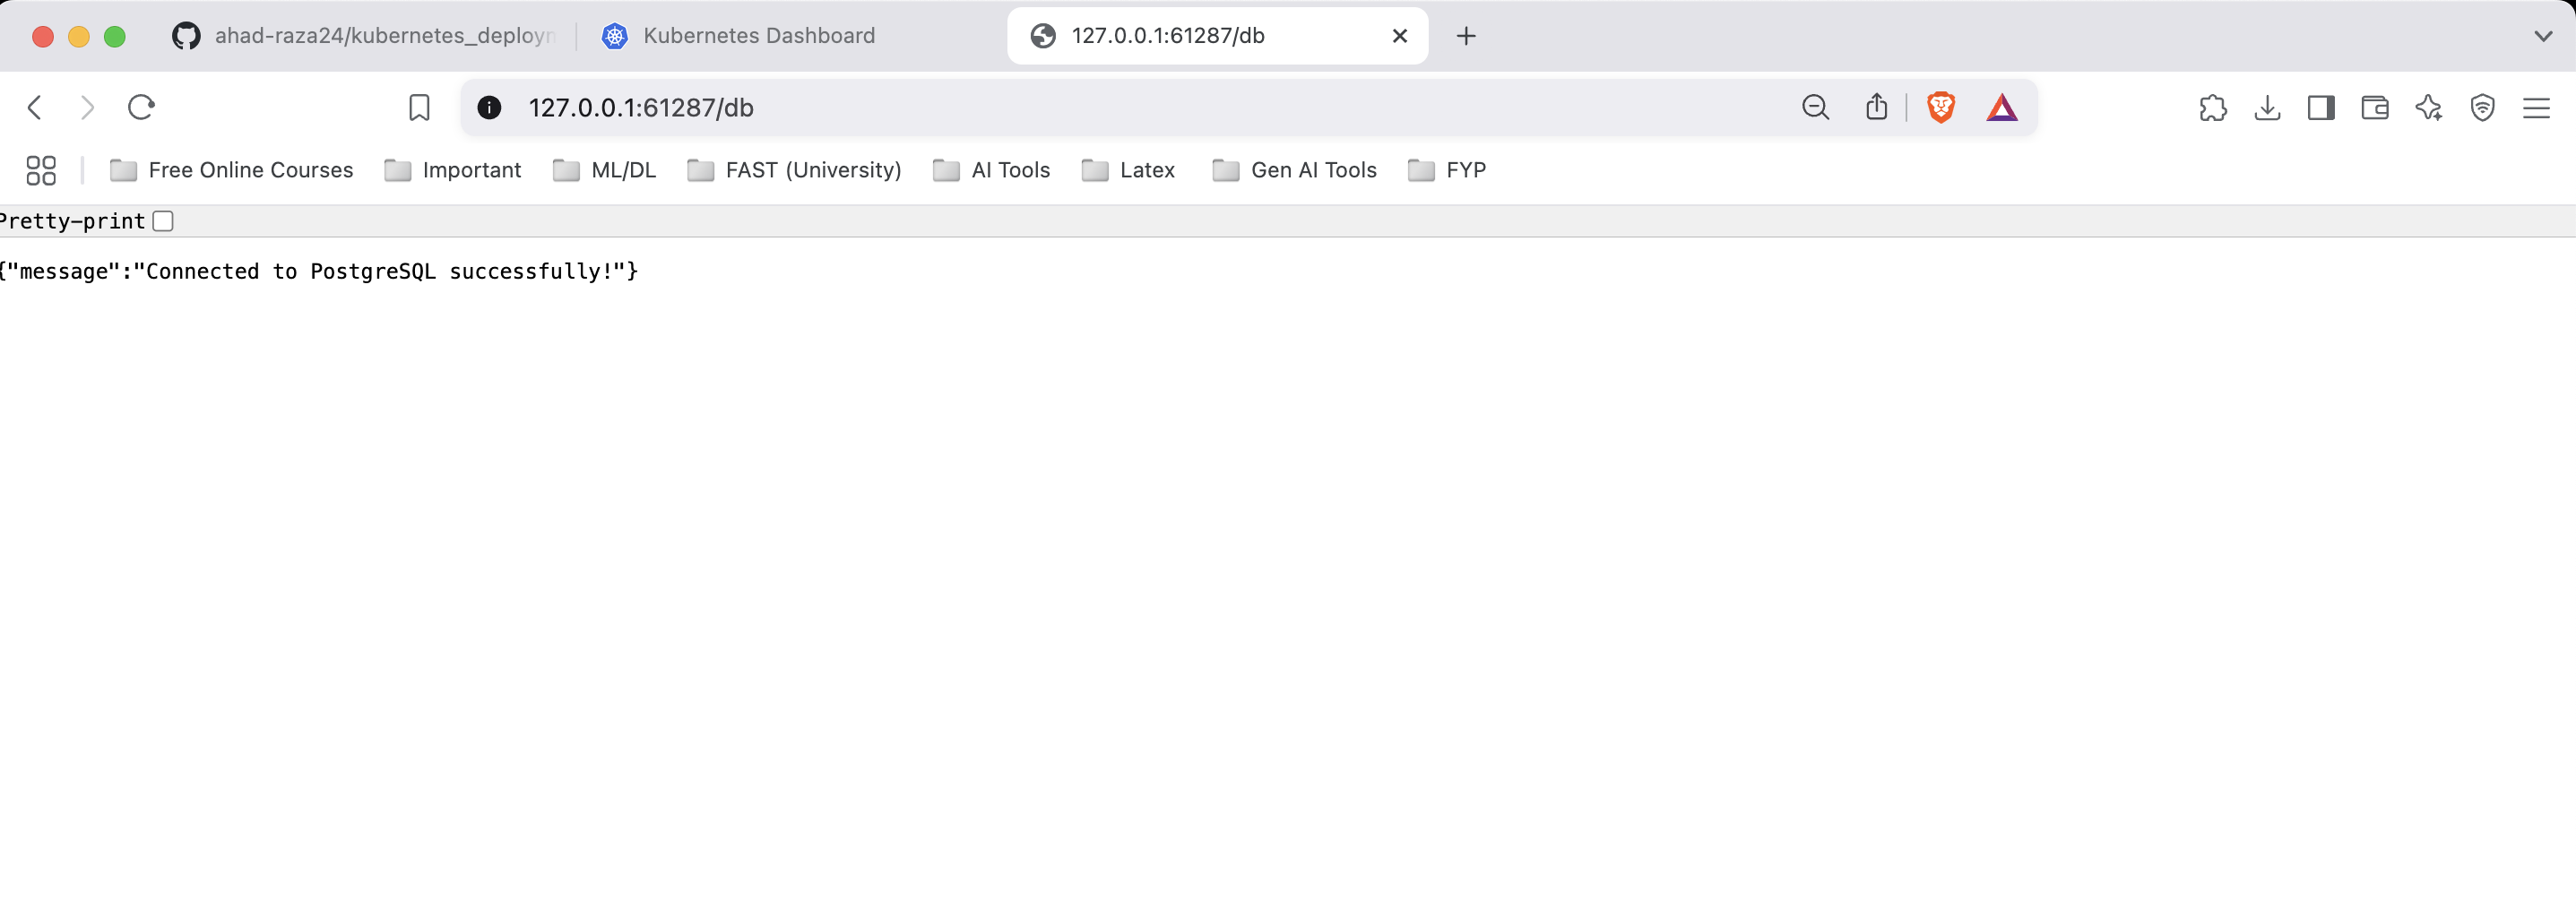 ahad-raza24/kubernetes_deploy
Kubernetes Dashboard
127.0.0.1:61287/db
127.0.0.1:61287/db
Free Online Courses
Important
ML/DL
FAST (University)
AI Tools
Latex
Gen AI Tools
FYP
Pretty-print
{"message":"Connected to PostgreSQL successfully!"}